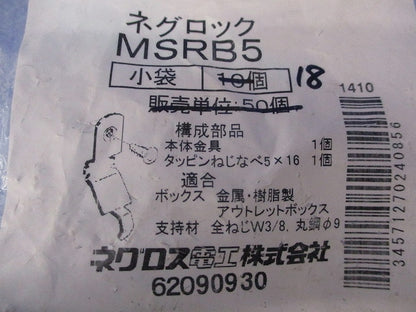 ネグロック
MSRB5
小袋 10個 18
販売単位:50個
1410
構成部品
本体金具 1個
タッピンねじなべ5×16 1個
適合
ボックス 金属・樹脂製
アウトレットボックス
支持材 全ねじW3/8, 丸鋼φ9
ネグロス電工株式会社
62090930
3457127024085​6